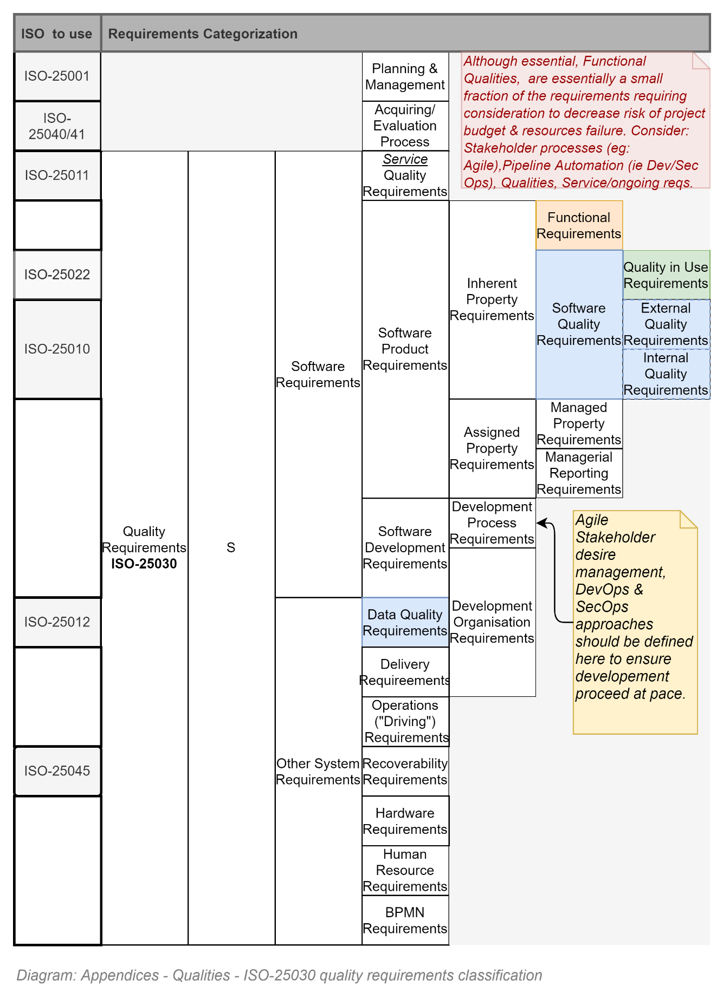 ISO  to use
Requirements Categorization
ISO-25001
Planning &
Management
Although essential, Functional
Qualities,  are essentially a small
fraction of the requirements requiring
consideration to decrease risk of project
budget & resources failure. Consider:
Stakeholder processes (eg:
Agile),Pipeline Automation (ie Dev/Sec
Ops), Qualities, Service/ongoing reqs.
ISO-
25040/41
Acquiring/
Evaluation
Process
ISO-25011
Service
Quality
Requirements
Functional
Requirements
ISO-25022
Quality in Use
Requirements
Inherent
Property
Requirements
Software
Quality
Requirements
External
Quality
Requirements
ISO-25010
Software
Product
Requirements
Internal
Quality
Requirements
Software
Requirements
Managed
Property
Requirements
Assigned
Property
Requirements
Managerial
Reporting
Requirements
Development
Process
Requirements
Quality
Requirements
ISO-25030
S
Software
Development
Requirements
Agile
Stakeholder
desire
management,
DevOps &
SecOps
approaches
should be defined
here to ensure
developement
proceed at pace.
ISO-25012
Data Quality
Requirements
Development
Organisation
Requirements
Delivery
Requireements
Operations
("Driving")
Requirements
ISO-25045
Other System
Requirements
Recoverability
Requirements
Hardware
Requirements
Human
Resource
Requirements
BPMN
Requirements
Diagram: Appendices - Qualities - ISO-25030 quality requirements classification